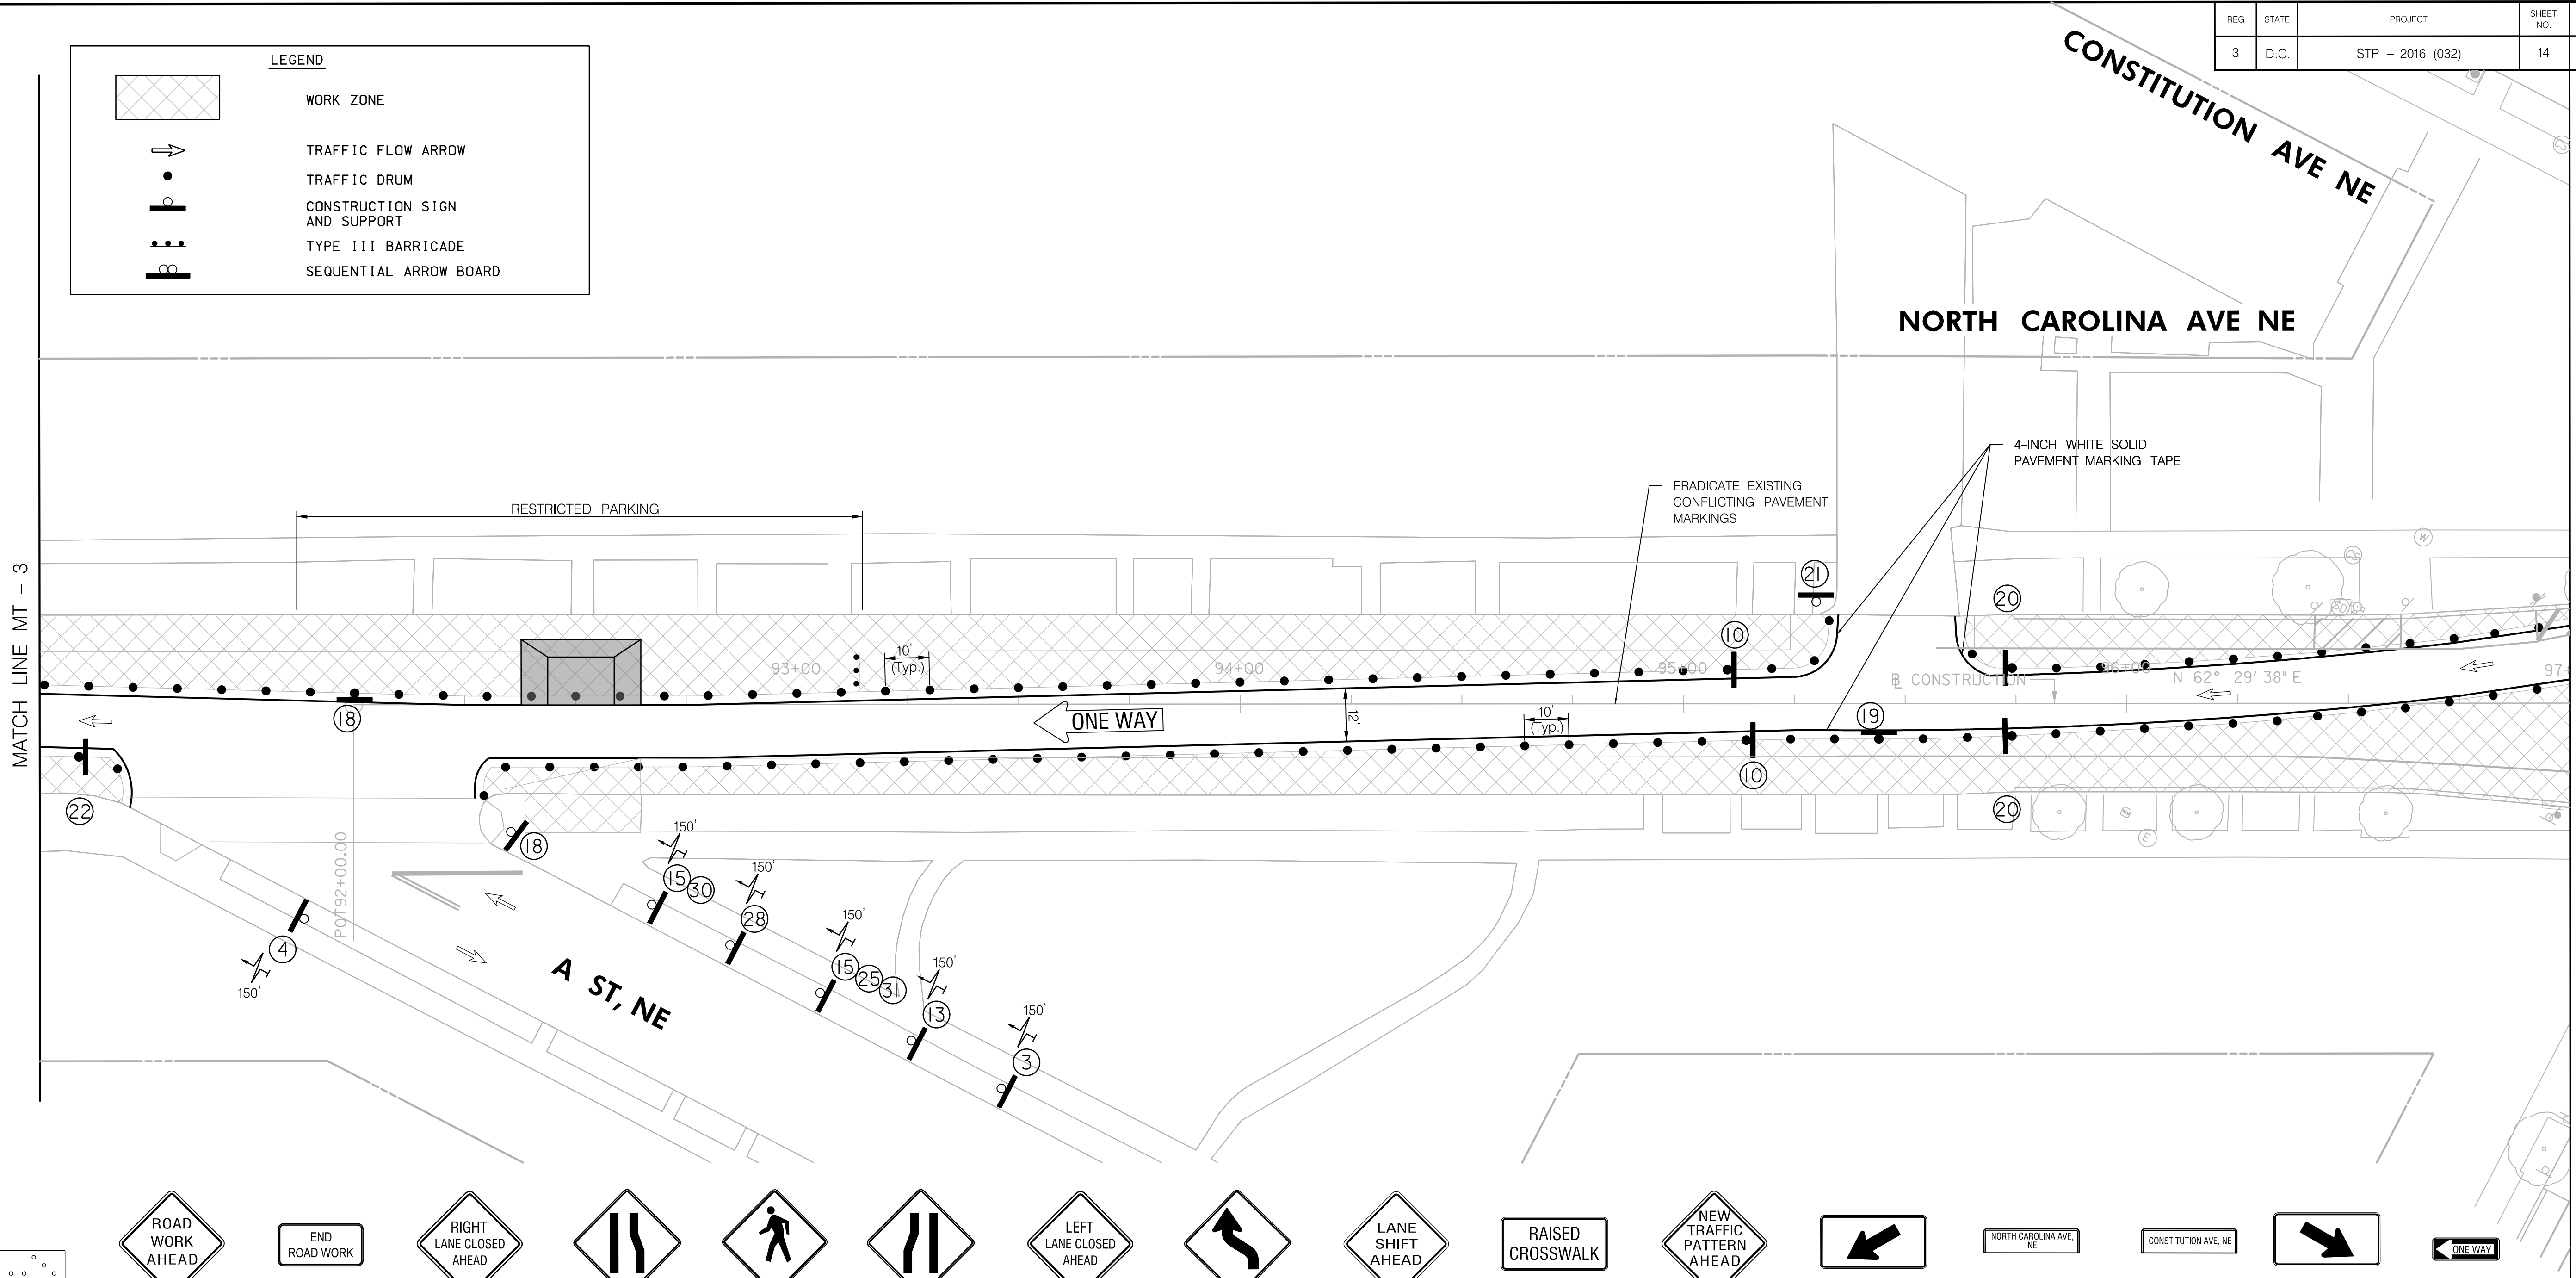 REG STATE PROJECT SHEET NO.
3 D.C. STP - 2016 (032) 14
LEGEND
WORK ZONE
TRAFFIC FLOW ARROW
TRAFFIC DRUM
CONSTRUCTION SIGN
AND SUPPORT
TYPE III BARRICADE
SEQUENTIAL ARROW BOARD
CONSTITUTION AVE NE
NORTH CAROLINA AVE NE
4-INCH WHITE SOLID
PAVEMENT MARKING TAPE
ERADICATE EXISTING
CONFLICTING PAVEMENT
MARKINGS
RESTRICTED PARKING
MATCH LINE MT - 3
W
21
20
10
10'
(Typ.)
93+00
94+00
95+00
96+00
97+
℄ CONSTRUCTION
N 62° 29' 38" E
18
ONE WAY
12'
10'
(Typ.)
19
10
20
22
18
E
POT92+00.00
150'
15
30
150'
28
150'
15
25
31
150'
13
150'
3
4
150'
A ST, NE
ROAD
WORK
AHEAD
END
ROAD WORK
RIGHT
LANE CLOSED
AHEAD
LEFT
LANE CLOSED
AHEAD
LANE
SHIFT
AHEAD
RAISED
CROSSWALK
NEW
TRAFFIC
PATTERN
AHEAD
NORTH CAROLINA AVE,
NE
CONSTITUTION AVE, NE
ONE WAY